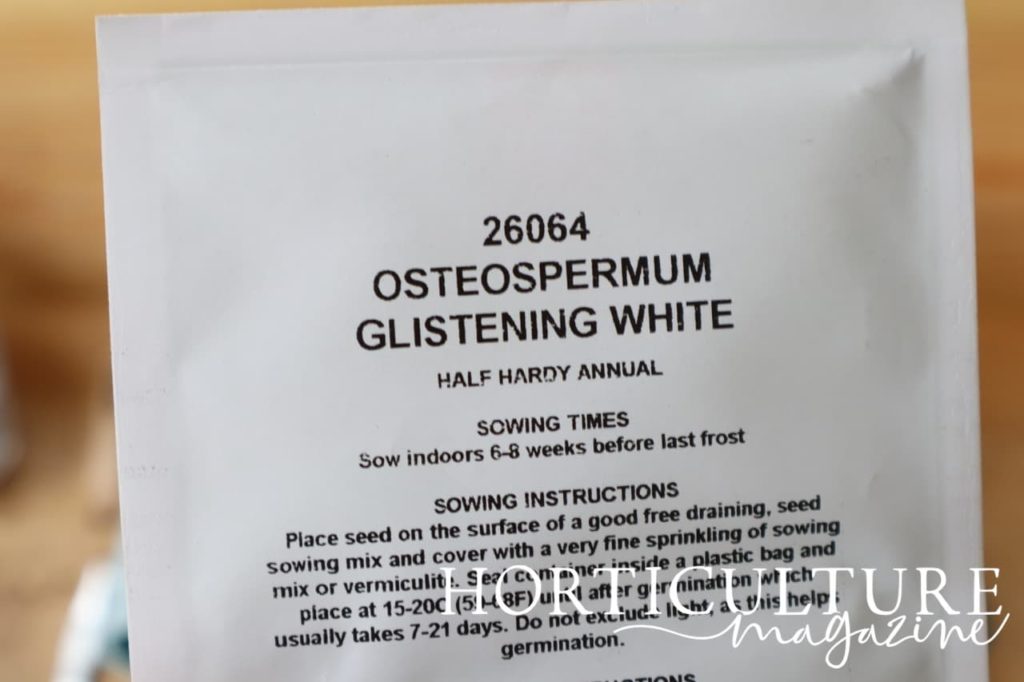 26064
OSTEOSPERMUM
GLISTENING WHITE
HALF HARDY ANNUAL
SOWING TIMES
Sow indoors 6-8 weeks before last frost
SOWING INSTRUCTIONS
Place seed on the surface of a good free draining, seed
sowing mix and cover with a very fine sprinkling of sowing
mix or vermiculite. Seal container inside a plastic bag and
place at 15-20C (59-68F) until after germination which
usually takes 7-21 days. Do not exclude light, as this helps
germination.
HORTICULTURE
magazine